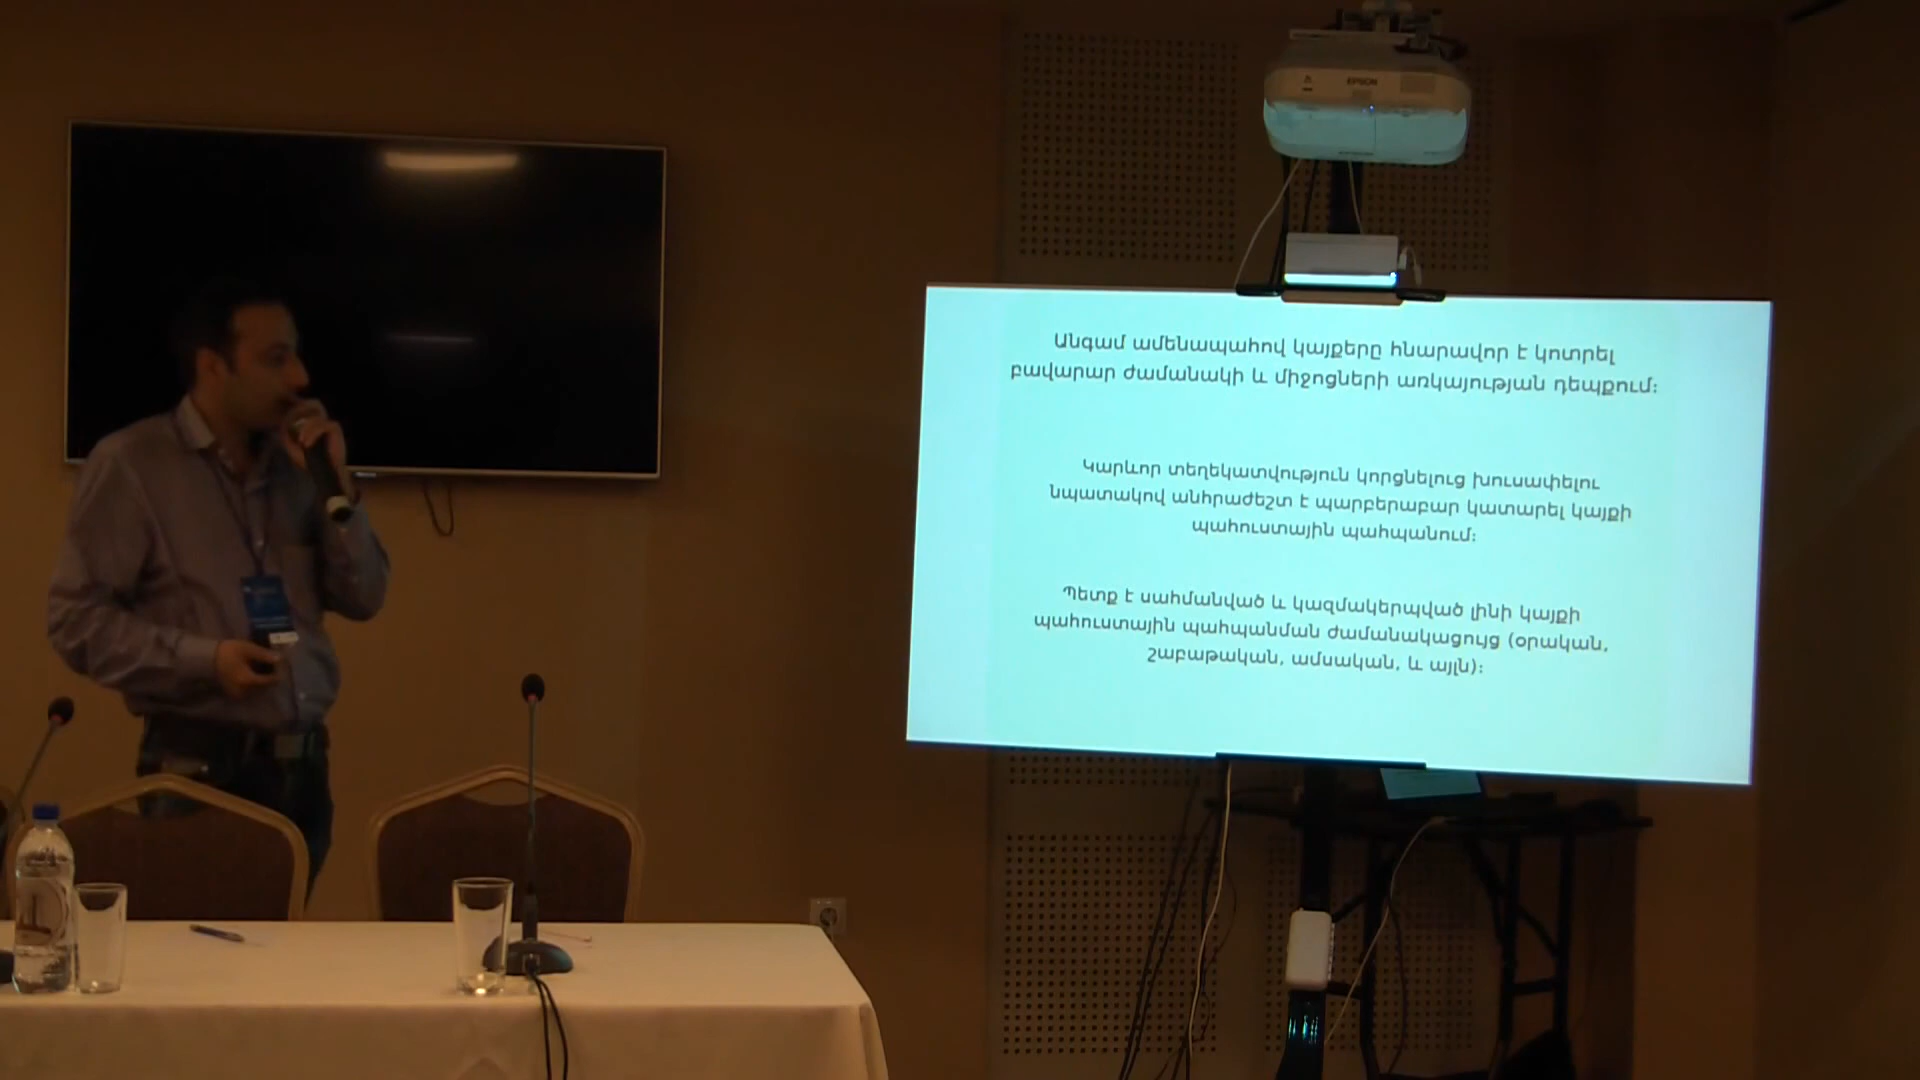 EPSON
Անգամ ամենապահով կայքերը հնարավոր է կոտրել
բավարար ժամանակի և միջոցների առկայության դեպքում։
Կարևոր տեղեկատվություն կորցնելուց խուսափելու
նպատակով անհրաժեշտ է պարբերաբար կատարել կայքի
պահուստային պահպանում։
Պետք է սահմանված և կազմակերպված լինի կայքի
պահուստային պահպանման ժամանակացույց (օրական,
շաբաթական, ամսական, և այլն)։